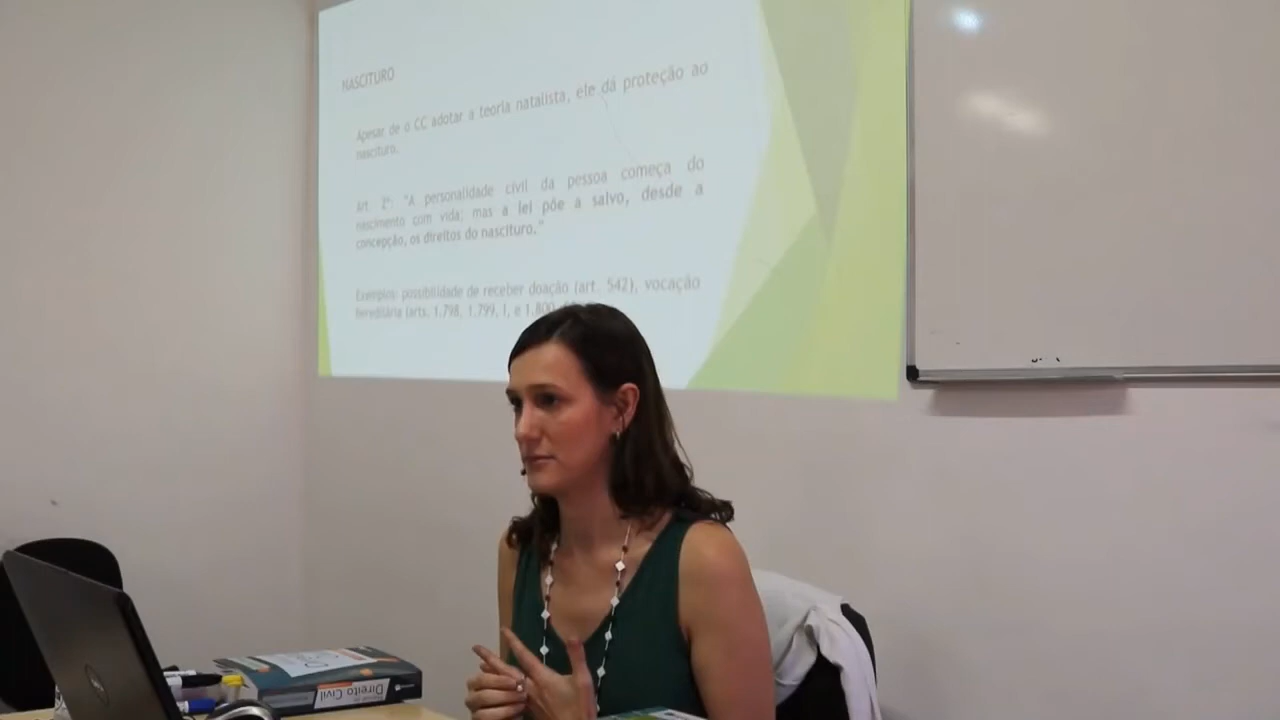 NASCITURO
Apesar de o CC adotar a teoria natalista, ele dá proteção ao
nascituro.
Art. 2º: "A personalidade civil da pessoa começa do
nascimento com vida; mas a lei põe a salvo, desde a
concepção, os direitos do nascituro."
Exemplos: possibilidade de receber doação (art. 542), vocação
hereditária (arts. 1.798, 1.799, I, e 1.800
Direito Civil